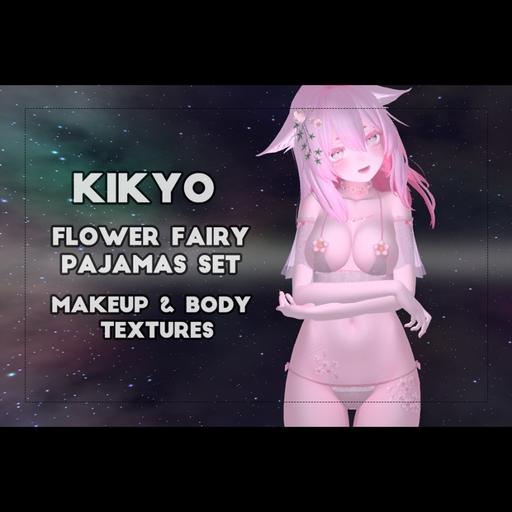 KIKYO
FLOWER FAIRY
PAJAMAS SET
MAKEUP & BODY
TEXTURES